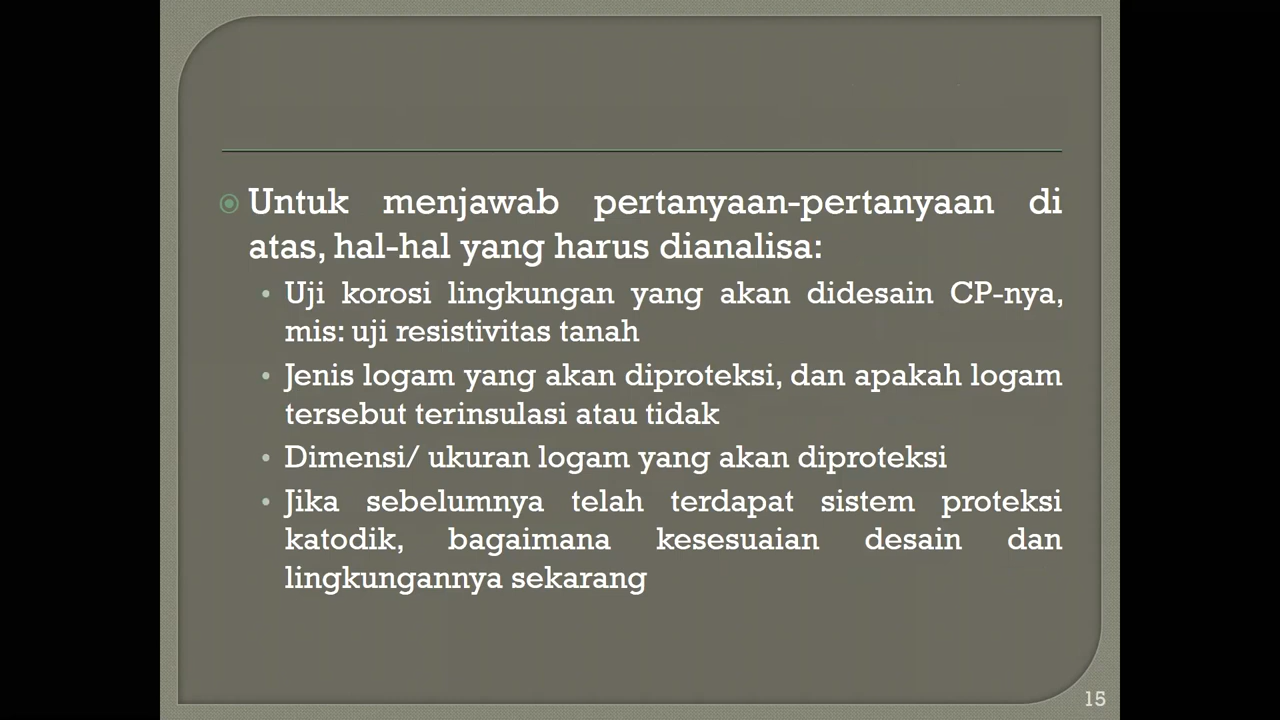 Untuk menjawab pertanyaan-pertanyaan di
atas, hal-hal yang harus dianalisa:
• Uji korosi lingkungan yang akan didesain CP-nya,
mis: uji resistivitas tanah
• Jenis logam yang akan diproteksi, dan apakah logam
tersebut terinsulasi atau tidak
• Dimensi/ ukuran logam yang akan diproteksi
• Jika sebelumnya telah terdapat sistem proteksi
katodik, bagaimana kesesuaian desain dan
lingkungannya sekarang
15